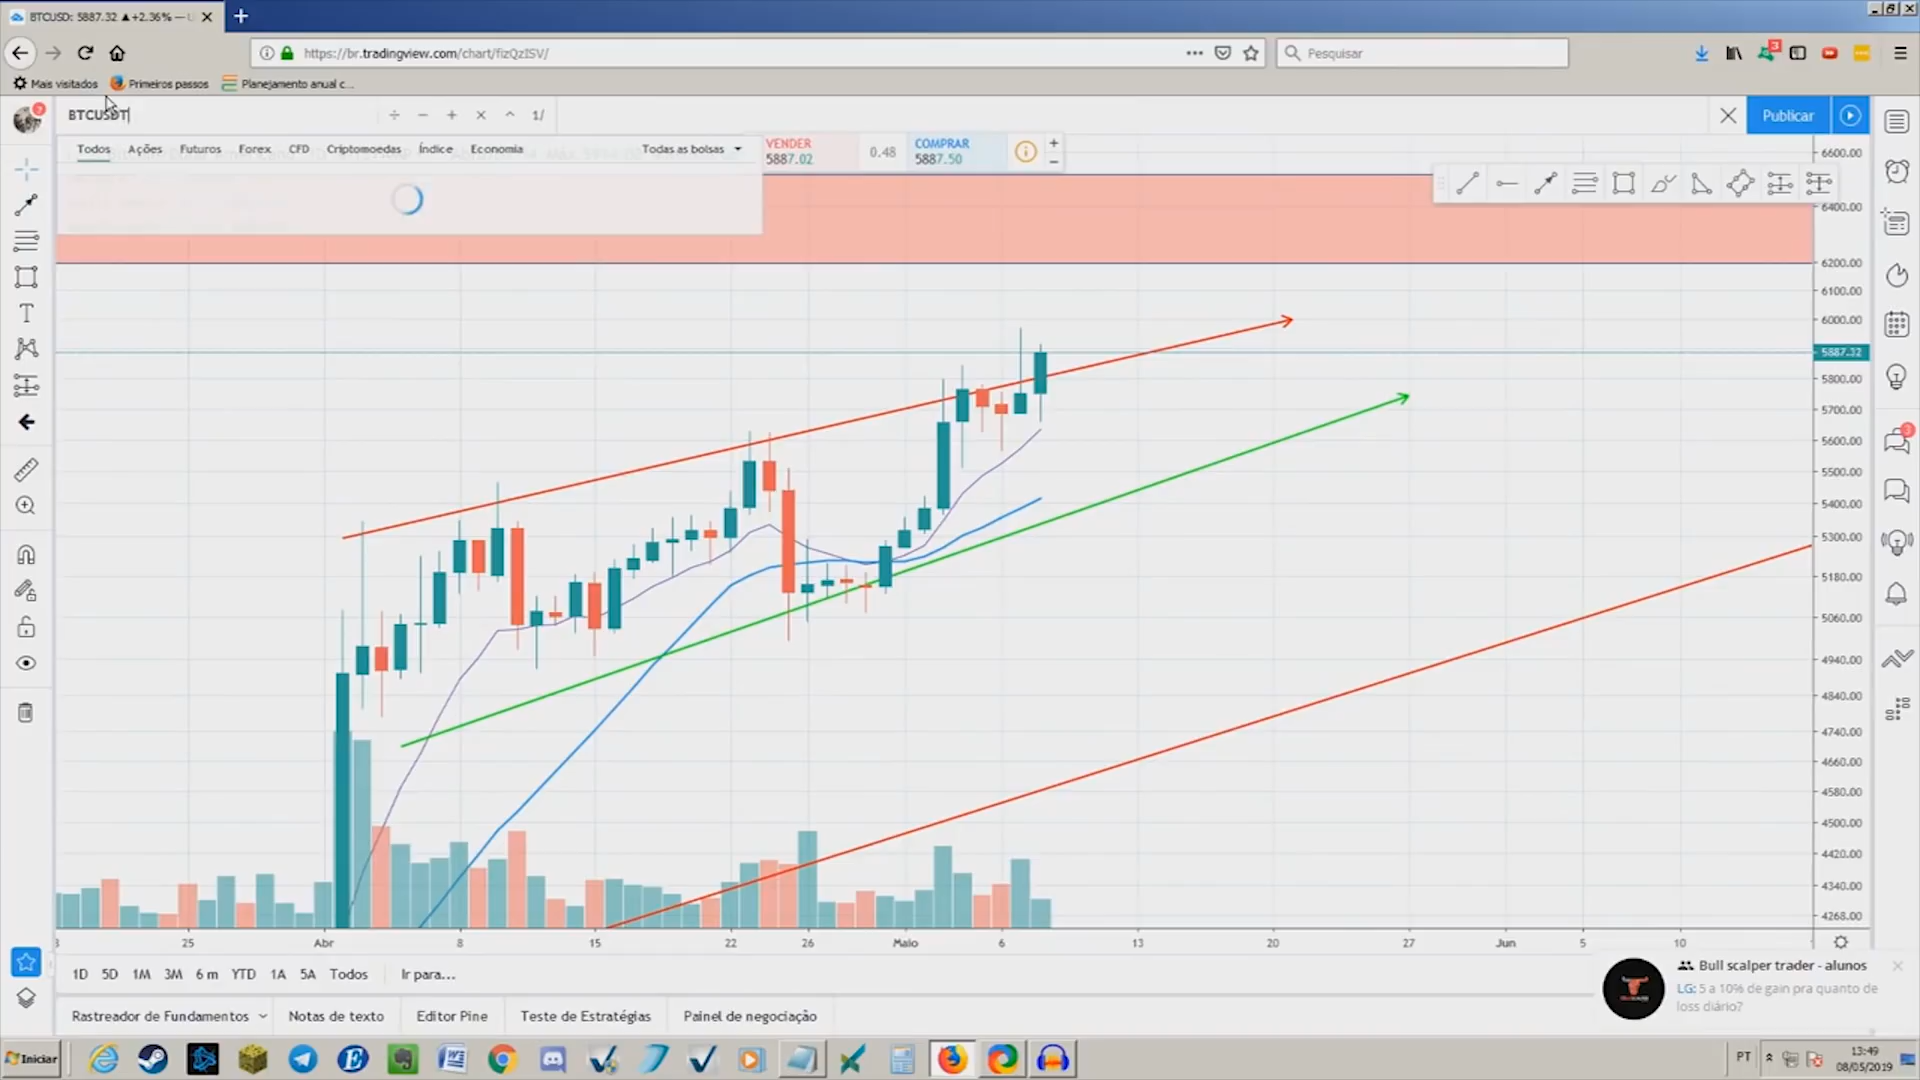 BTCUSD: 5887.32 ▲+2.36% — U
https://br.tradingview.com/chart/fizQzISV/
Pesquisar
3
Mais visitados
Primeiros passos
Planejamento anual c...
7
BTCUSDT
1/
Publicar
Todos Ações Futuros Forex CFD Criptomoedas Índice Economia
Todas as bolsas
VENDER
5887.02
0.48
COMPRAR
5887.50
6600.00
6400.00
6200.00
6100.00
6000.00
5887.32
5800.00
5700.00
5600.00
5500.00
5400.00
5300.00
5180.00
5060.00
4940.00
4840.00
4740.00
4660.00
4580.00
4500.00
4420.00
4340.00
4268.00
3
25 Abr 8 15 22 26 Maio 6 13 20 27 Jun 5 10
1D 5D 1M 3M 6 m YTD 1A 5A Todos Ir para...
Bull scalper trader - alunos
LG: 5 a 10% de gain pra quanto de
loss diário?
Rastreador de Fundamentos
Notas de texto
Editor Pine
Teste de Estratégias
Painel de negociação
Iniciar
PT
13:49
08/05/2019